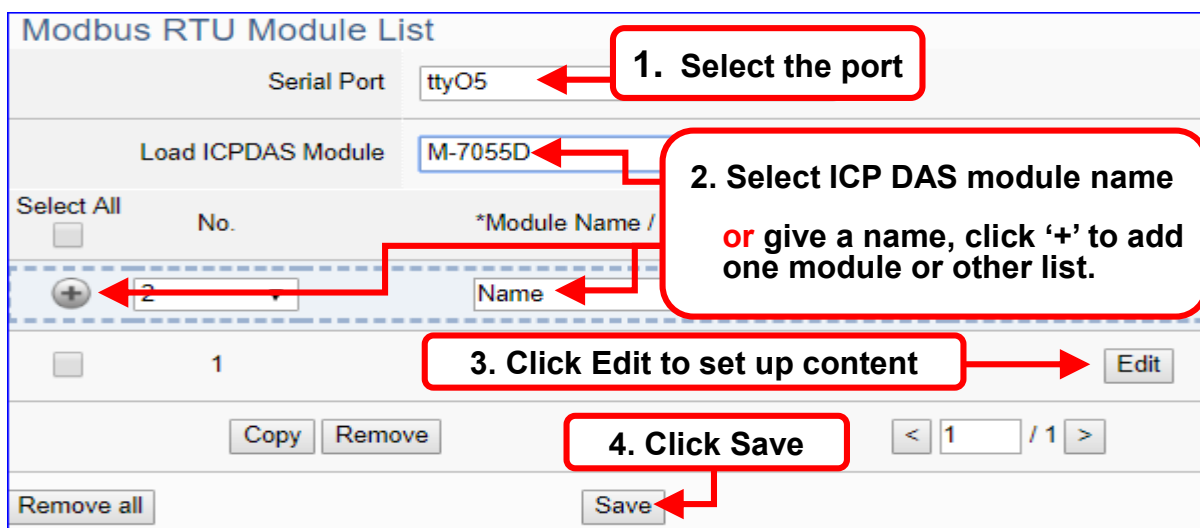 Modbus RTU Module List
Serial Port
ttyO5
1. Select the port
Load ICPDAS Module
M-7055D
2. Select ICP DAS module name
or give a name, click ‘+’ to add
one module or other list.
Select All
No.
*Module Name /
+
2
Name
1
3. Click Edit to set up content
Edit
Copy
Remove
4. Click Save
<
1
/ 1
>
Remove all
Save